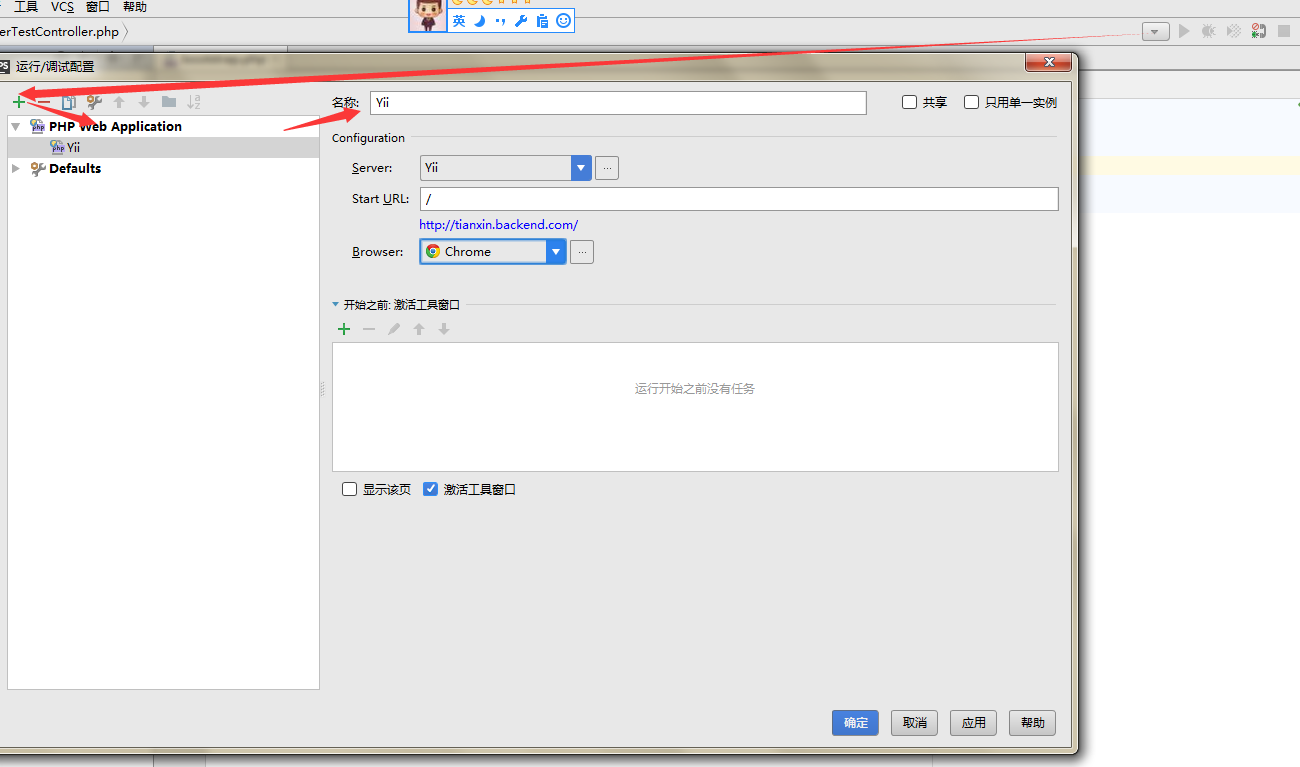 工具 VCS 窗口 帮助
英
erTestController.php
PS 运行/调试配置
PHP Web Application
Yii
Defaults
名称: Yii 共享 只用单一实例
Configuration
Server: Yii ...
Start URL: /
http://tianxin.backend.com/
Browser: Chrome ...
开始之前: 激活工具窗口
运行开始之前没有任务
显示该页 激活工具窗口
确定 取消 应用 帮助